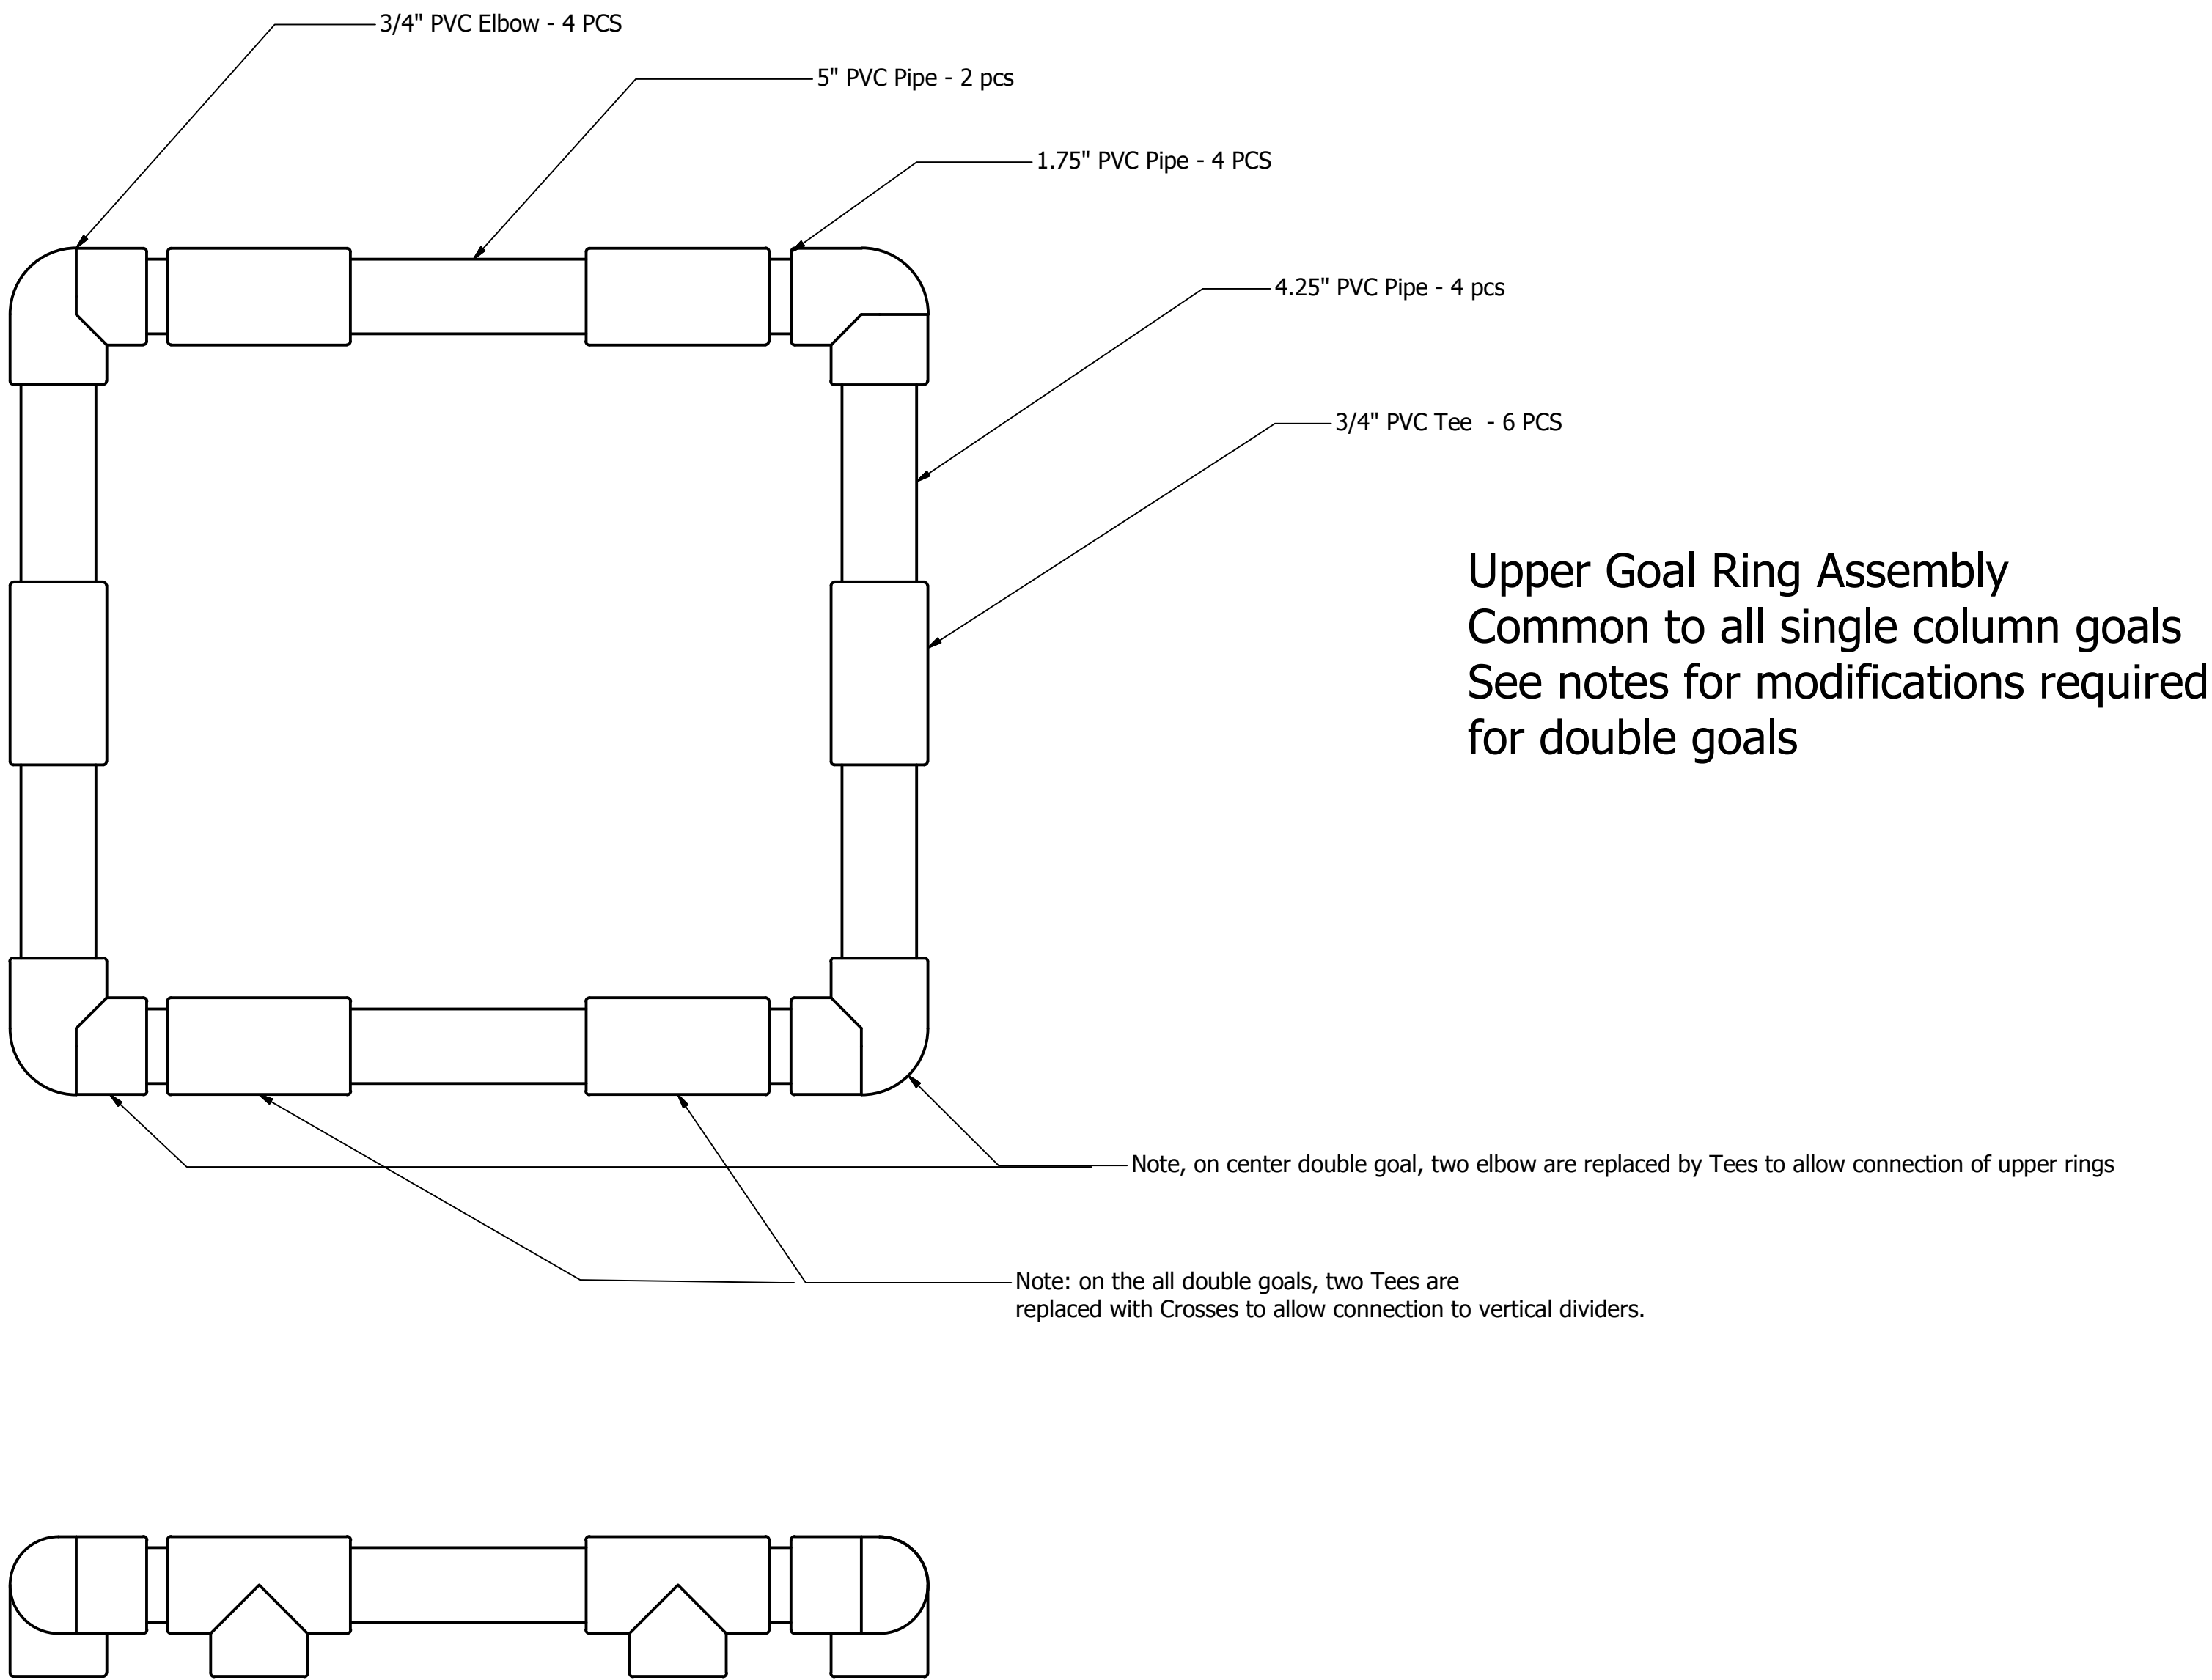 3/4" PVC Elbow - 4 PCS
5" PVC Pipe - 2 pcs
1.75" PVC Pipe - 4 PCS
4.25" PVC Pipe - 4 pcs
3/4" PVC Tee  - 6 PCS
Upper Goal Ring Assembly
Common to all single column goals
See notes for modifications required
for double goals
Note, on center double goal, two elbow are replaced by Tees to allow connection of upper rings
Note: on the all double goals, two Tees are
replaced with Crosses to allow connection to vertical dividers.